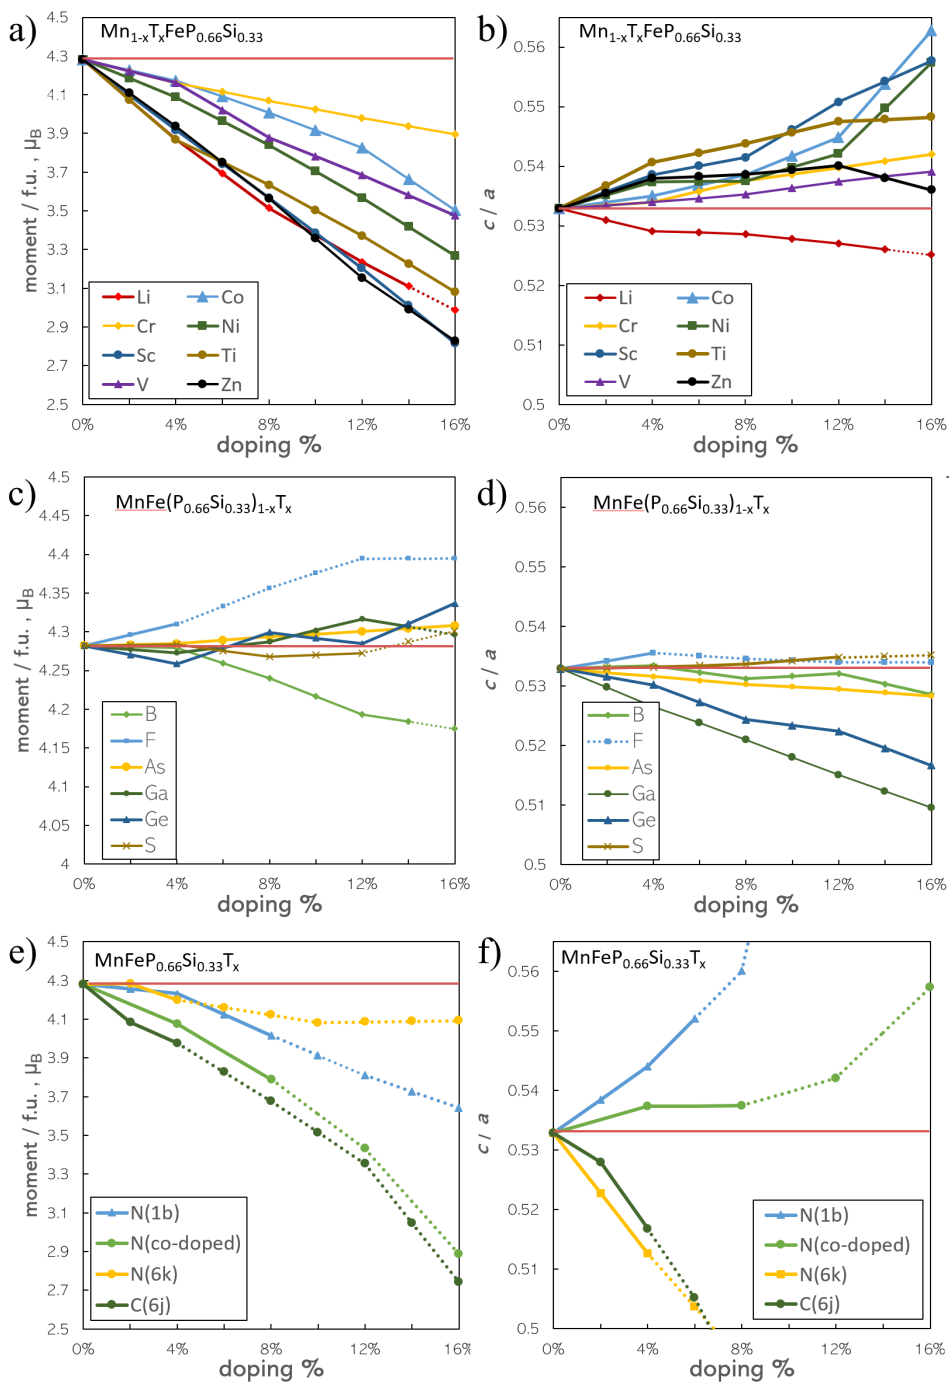 a)
Mn1-xTxFeP0.66Si0.33
4.5
4.3
4.1
3.9
3.7
3.5
3.3
3.1
2.9
2.7
2.5
moment / f.u. , μB
Li
Co
Cr
Ni
Sc
Ti
V
Zn
0%
4%
8%
12%
16%
doping %
b)
Mn1-xTxFeP0.66Si0.33
0.56
0.55
0.54
0.53
0.52
0.51
0.5
c / a
Li
Co
Cr
Ni
Sc
Ti
V
Zn
0%
4%
8%
12%
16%
doping %
c)
MnFe(P0.66Si0.33)1-xTx
4.5
4.45
4.4
4.35
4.3
4.25
4.2
4.15
4.1
4.05
4
moment / f.u. , μB
B
F
As
Ga
Ge
S
0%
4%
8%
12%
16%
doping %
d)
MnFe(P0.66Si0.33)1-xTx
0.56
0.55
0.54
0.53
0.52
0.51
0.5
c / a
B
F
As
Ga
Ge
S
0%
4%
8%
12%
16%
doping %
e)
MnFeP0.66Si0.33Tx
4.5
4.3
4.1
3.9
3.7
3.5
3.3
3.1
2.9
2.7
2.5
moment / f.u. , μB
N(1b)
N(co-doped)
N(6k)
C(6j)
0%
4%
8%
12%
16%
doping %
f)
MnFeP0.66Si0.33Tx
0.56
0.55
0.54
0.53
0.52
0.51
0.5
c / a
N(1b)
N(co-doped)
N(6k)
C(6j)
0%
4%
8%
12%
16%
doping %